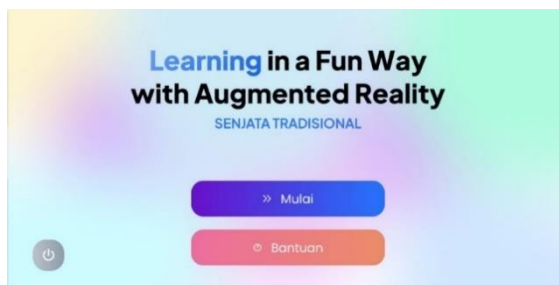 Learning in a Fun Way
with Augmented Reality
SENJATA TRADISIONAL
Mulai
Bantuan